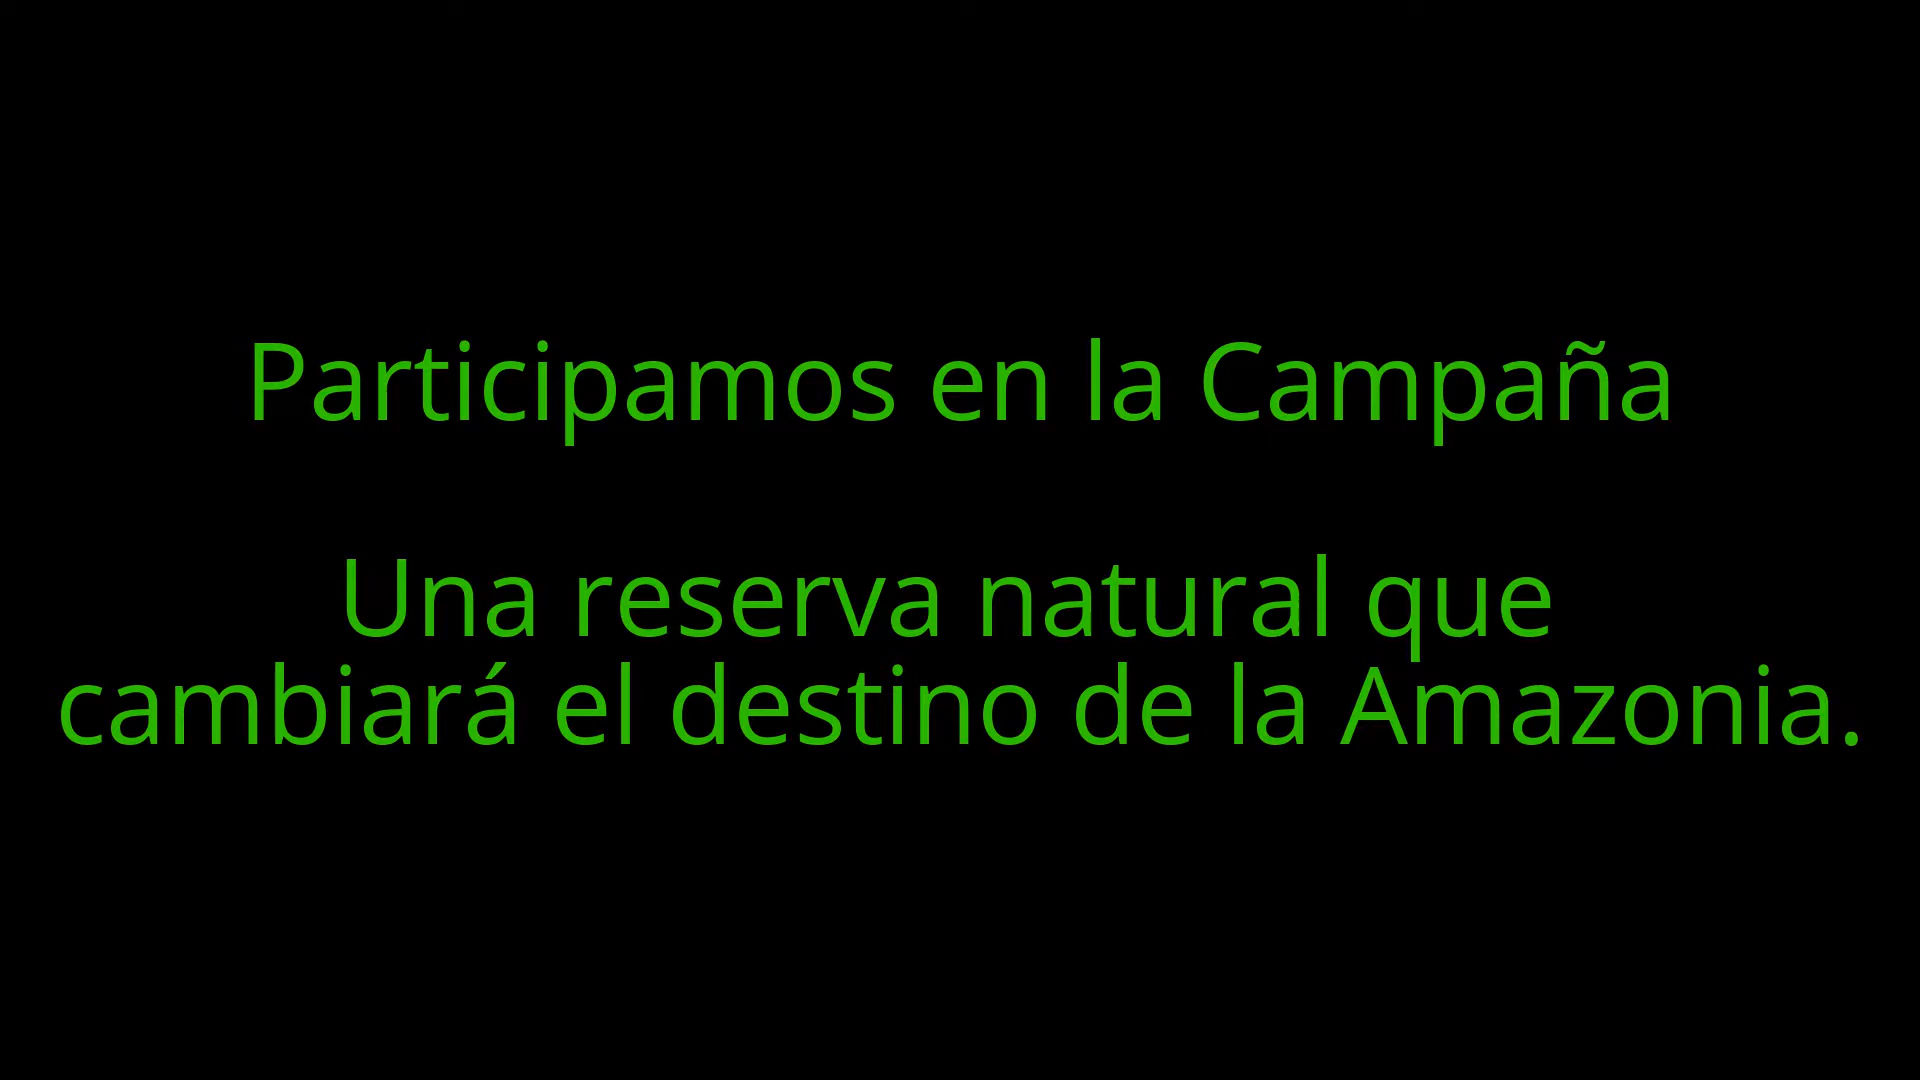 Participamos en la Campaña
Una reserva natural que
cambiará el destino de la Amazonia.